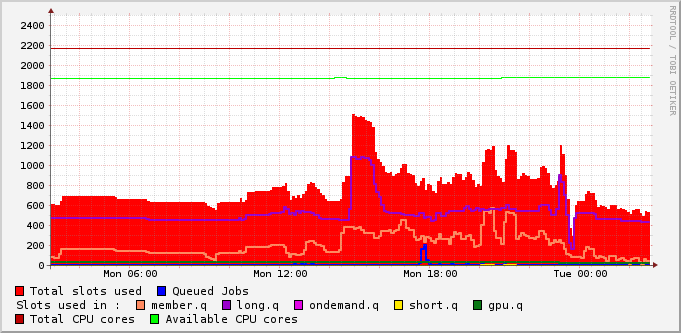 RRDTOOL / TOBI OETIKER
2400
2200
2000
1800
1600
1400
1200
1000
800
600
400
200
0
Mon 06:00 Mon 12:00 Mon 18:00 Tue 00:00
Total slots used Queued Jobs
Slots used in : member.q long.q ondemand.q short.q gpu.q
Total CPU cores Available CPU cores